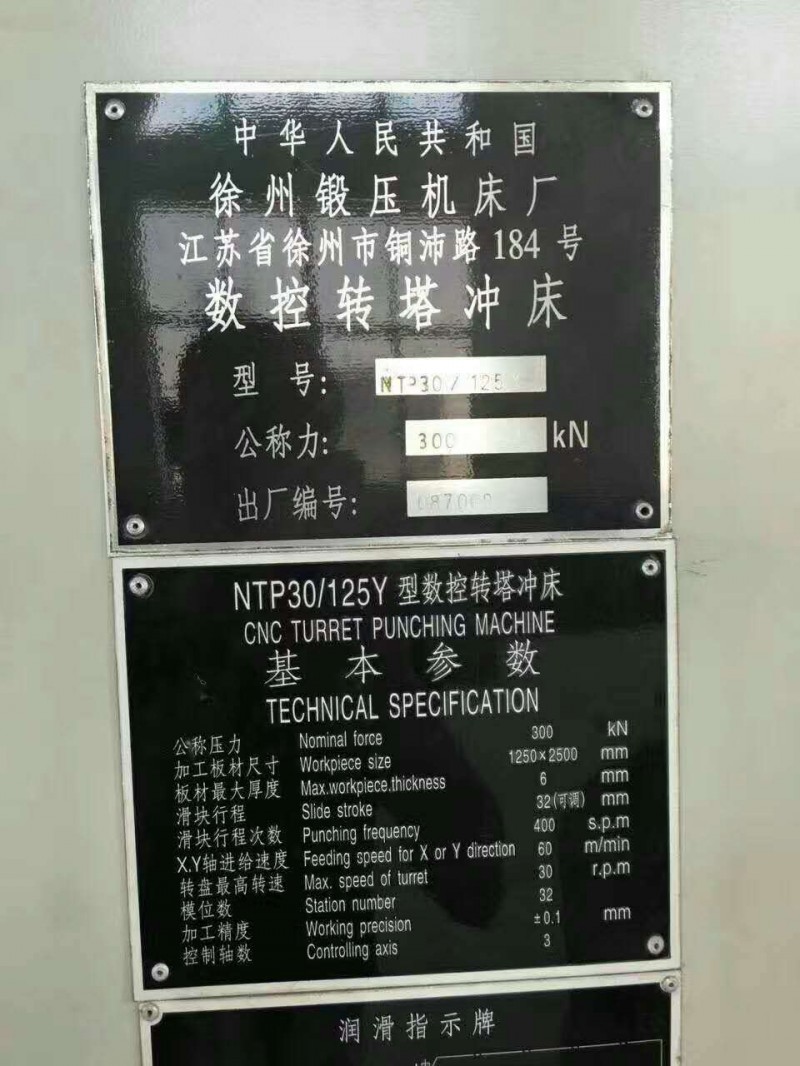 中华人民共和国
徐州锻压机床厂
江苏省徐州市铜沛路184号
数控转塔冲床
型 号: NTP30/125
公称力: 300 kN
出厂编号:
NTP30/125Y 型数控转塔冲床
CNC TURRET PUNCHING MACHINE
基本参数
TECHNICAL SPECIFICATION
公称压力 Nominal force 300 kN
加工板材尺寸 Workpiece size 1250×2500 mm
板材最大厚度 Max.workpiece.thickness 6 mm
滑块行程 Slide stroke 32(可调) mm
滑块行程次数 Punching frequency 400 s.p.m
X.Y轴进给速度 Feeding speed for X or Y direction 60 m/min
转盘最高转速 Max. speed of turret 30 r.p.m
模位数 Station number 32
加工精度 Working precision ±0.1 mm
控制轴数 Controlling axis 3
润滑指示牌